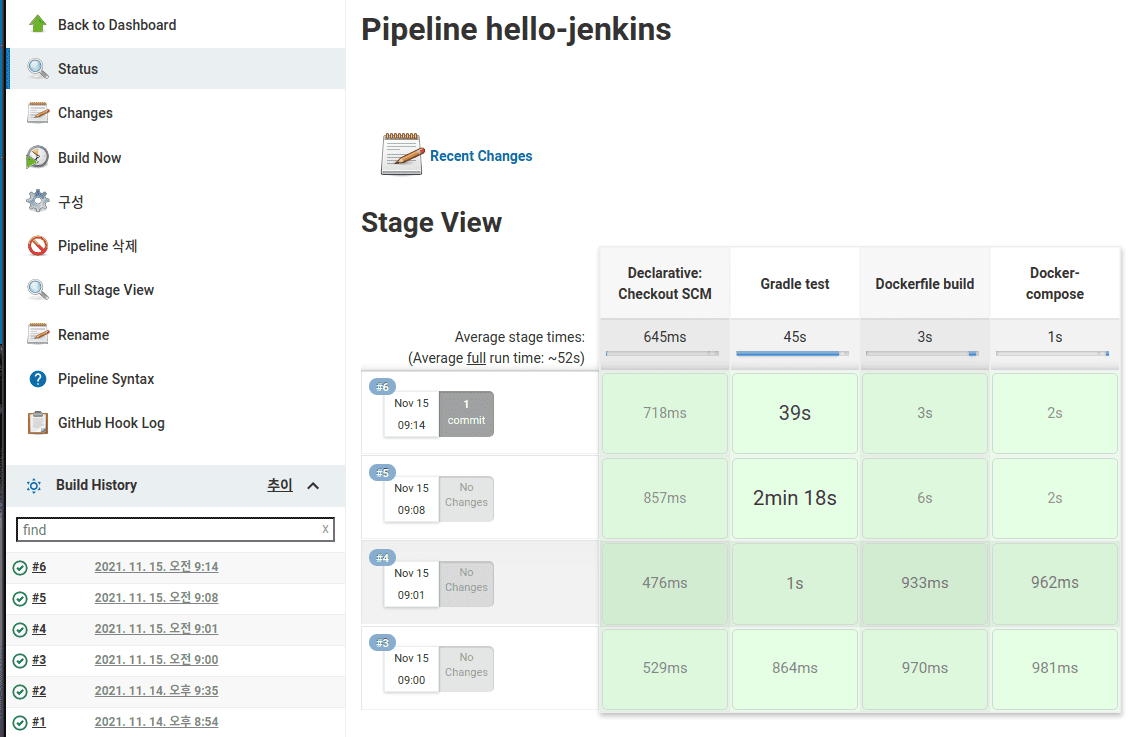 Back to Dashboard
Status
Changes
Build Now
구성
Pipeline 삭제
Full Stage View
Rename
Pipeline Syntax
GitHub Hook Log
Build History 추이
find x
#6 2021. 11. 15. 오전 9:14
#5 2021. 11. 15. 오전 9:08
#4 2021. 11. 15. 오전 9:01
#3 2021. 11. 15. 오전 9:00
#2 2021. 11. 14. 오후 9:35
#1 2021. 11. 14. 오후 8:54
Pipeline hello-jenkins
Recent Changes
Stage View
Declarative:
Checkout SCM
Gradle test
Dockerfile build
Docker-
compose
Average stage times:
(Average full run time: ~52s)
645ms 45s 3s 1s
#6
Nov 15
09:14
1
commit
718ms 39s 3s 2s
#5
Nov 15
09:08
No
Changes
857ms 2min 18s 6s 2s
#4
Nov 15
09:01
No
Changes
476ms 1s 933ms 962ms
#3
Nov 15
09:00
No
Changes
529ms 864ms 970ms 981ms